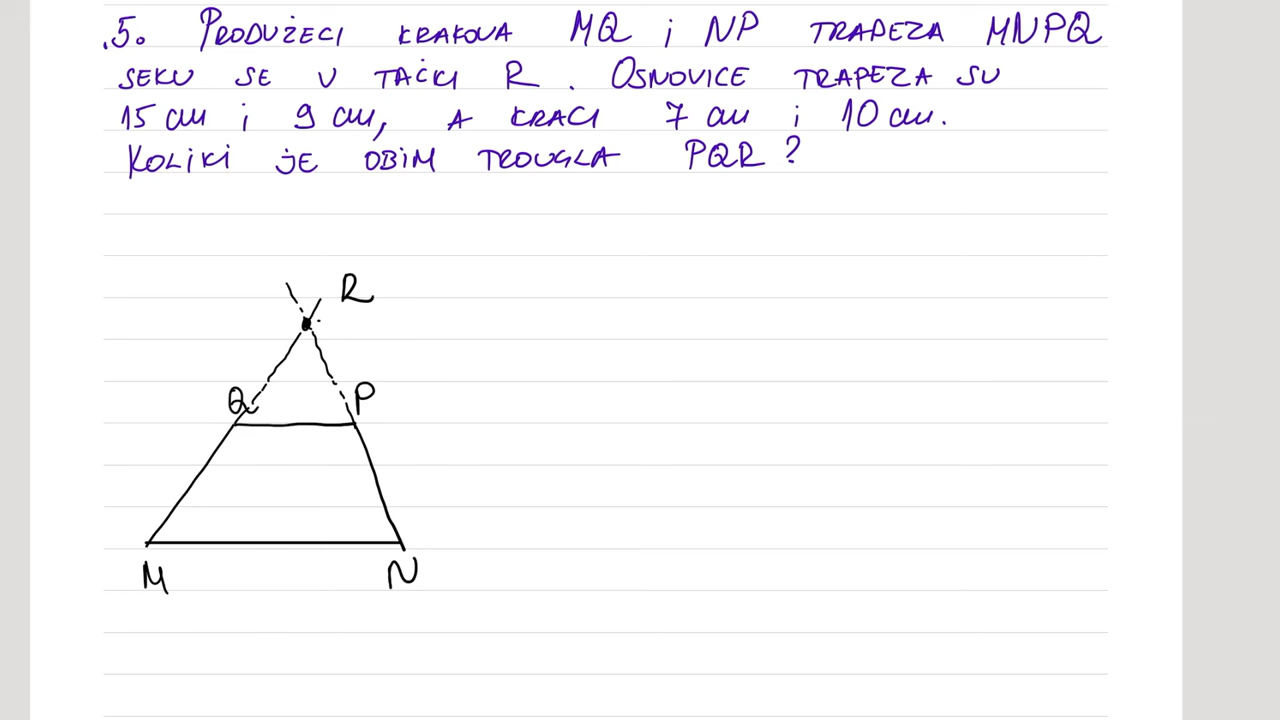 .5. PRODUŽECI KRAKOVA MQ i NP TRAPEZA MNPQ
SEKU SE U TAČKI R. OSNOVICE TRAPEZA SU
15 cm i 9 cm, A KRACI 7 cm i 10 cm.
KOLIKI JE OBIM TROUGLA PQR?
R
Q P
M N